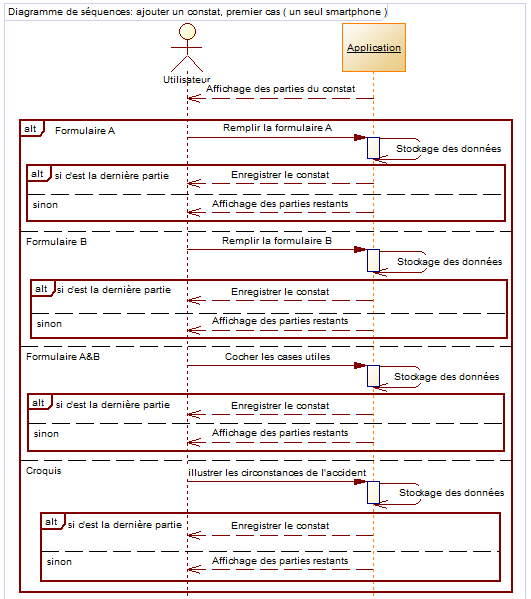 Diagramme de séquences: ajouter un constat, premier cas ( un seul smartphone )
Application
Utilisateur
Affichage des parties du constat
alt
Formulaire A
Remplir la formulaire A
Stockage des données
alt
si c'est la dernière partie
Enregistrer le constat
sinon
Affichage des parties restants
Formulaire B
Remplir la formulaire B
Stockage des données
alt
si c'est la dernière partie
Enregistrer le constat
sinon
Affichage des parties restants
Formulaire A&B
Cocher les cases utiles
Stockage des données
alt
si c'est la dernière partie
Enregistrer le constat
sinon
Affichage des parties restants
Croquis
illustrer les circonstances de l'accident
Stockage des données
alt
si c'est la dernière partie
Enregistrer le constat
sinon
Affichage des parties restants